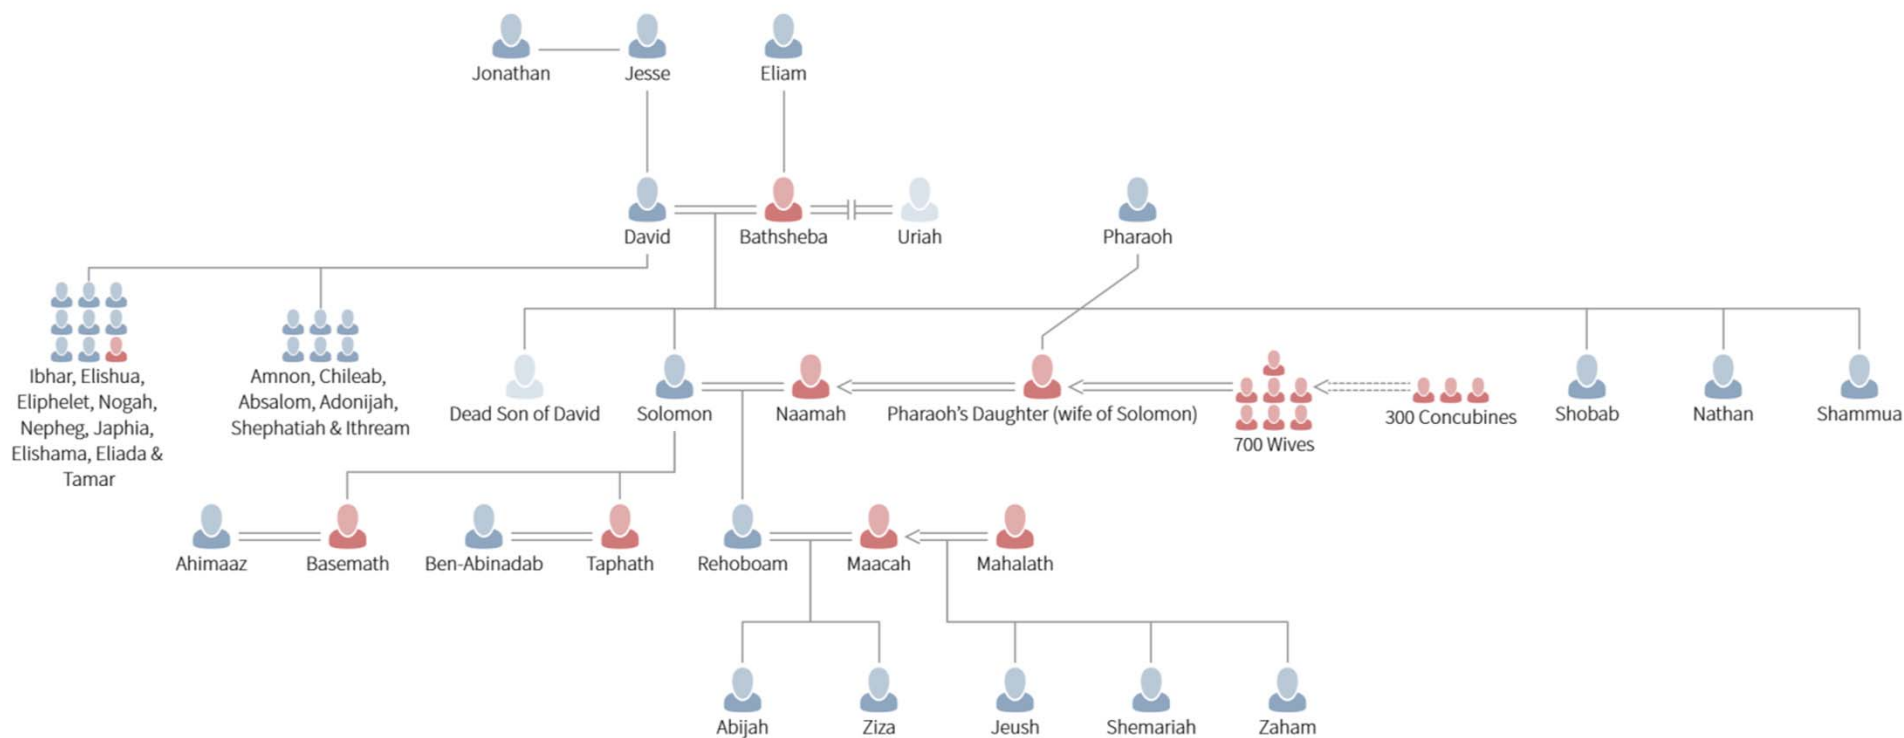 Jonathan
Jesse
Eliam
David
Bathsheba
Uriah
Pharaoh
Ibhar, Elishua,
Eliphelet, Nogah,
Nepheg, Japhia,
Elishama, Eliada &
Tamar
Amnon, Chileab,
Absalom, Adonijah,
Shephatiah & Ithream
Dead Son of David
Solomon
Naamah
Pharaoh’s Daughter (wife of Solomon)
700 Wives
300 Concubines
Shobab
Nathan
Shammua
Ahimaaz
Basemath
Ben-Abinadab
Taphath
Rehoboam
Maacah
Mahalath
Abijah
Ziza
Jeush
Shemariah
Zaham